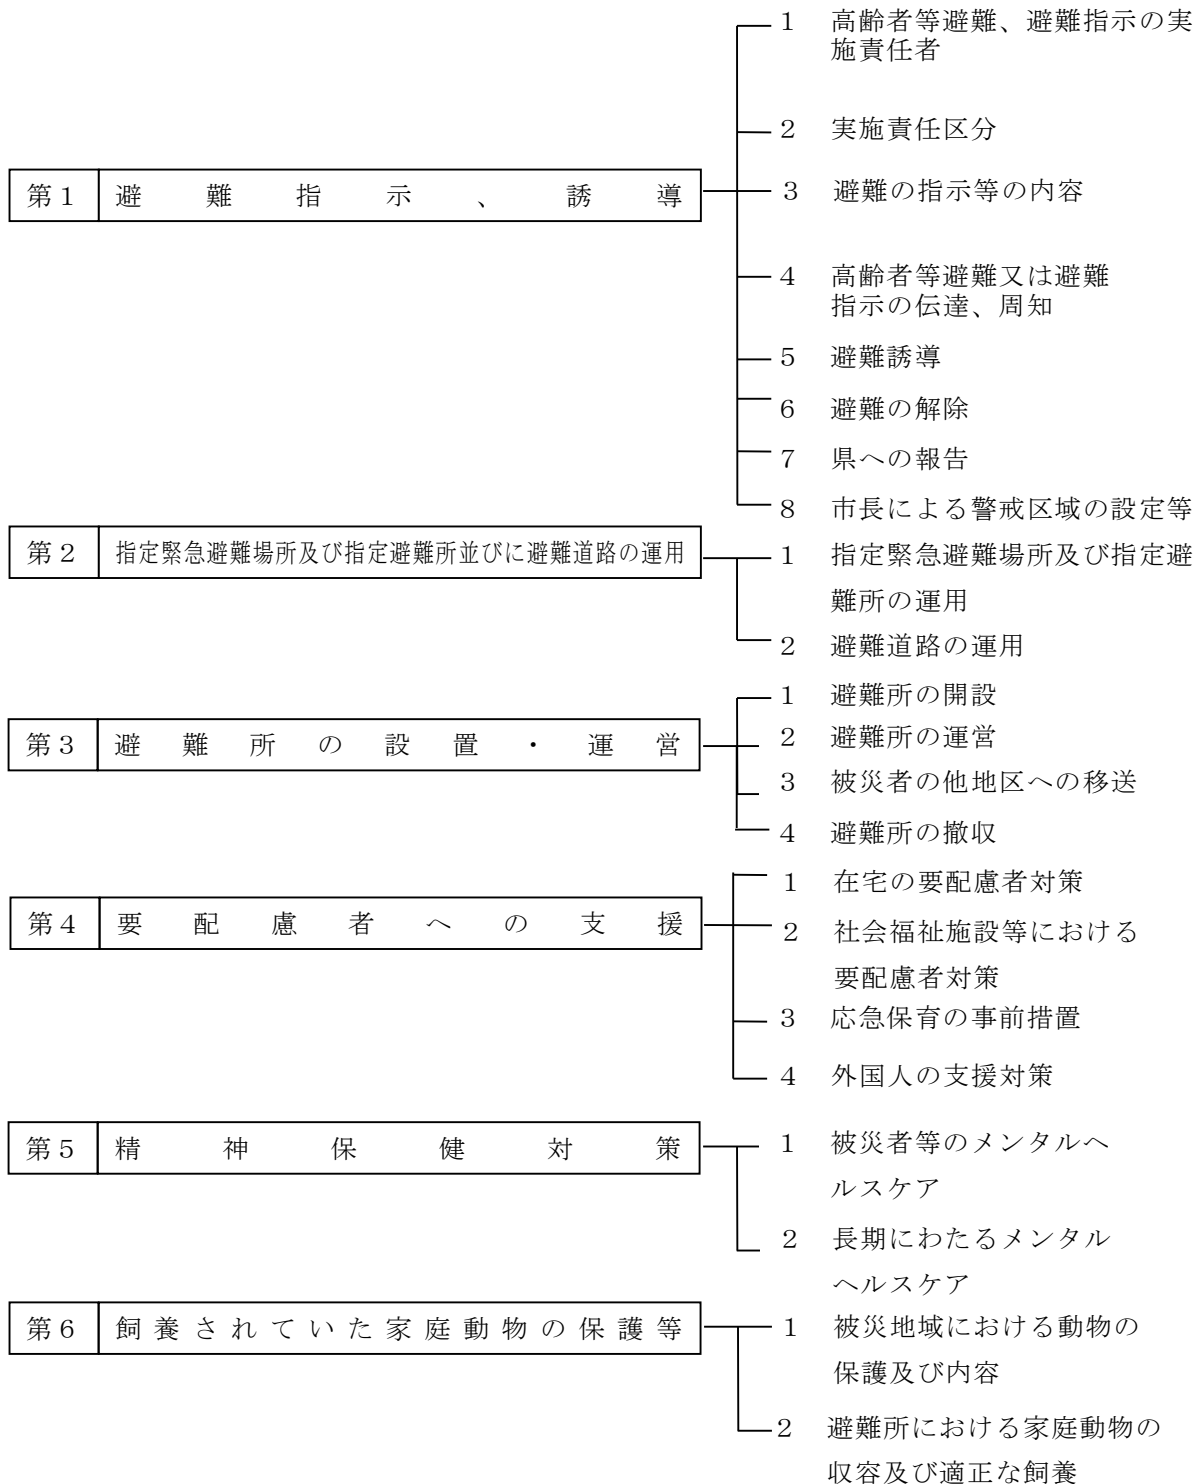 第１ 避難指示、誘導
１ 高齢者等避難、避難指示の実
施責任者
２ 実施責任区分
３ 避難の指示等の内容
４ 高齢者等避難又は避難
指示の伝達、周知
５ 避難誘導
６ 避難の解除
７ 県への報告
８ 市長による警戒区域の設定等
第２ 指定緊急避難場所及び指定避難所並びに避難道路の運用
１ 指定緊急避難場所及び指定避
難所の運用
２ 避難道路の運用
第３ 避難所の設置・運営
１ 避難所の開設
２ 避難所の運営
３ 被災者の他地区への移送
４ 避難所の撤収
第４ 要配慮者への支援
１ 在宅の要配慮者対策
２ 社会福祉施設等における
要配慮者対策
３ 応急保育の事前措置
４ 外国人の支援対策
第５ 精神保健対策
１ 被災者等のメンタルヘ
ルスケア
２ 長期にわたるメンタル
ヘルスケア
第６ 飼養されていた家庭動物の保護等
１ 被災地域における動物の
保護及び内容
２ 避難所における家庭動物の
収容及び適正な飼養